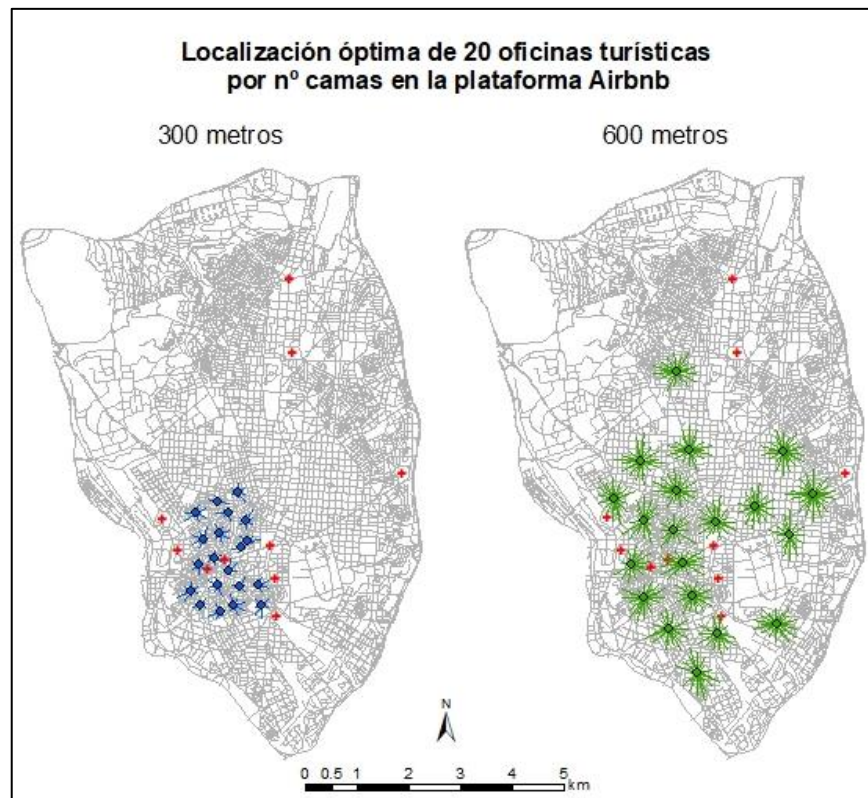 Localización óptima de 20 oficinas turísticas
por nº camas en la plataforma Airbnb
300 metros
600 metros
N
0 0.5 1 2 3 4 5
km